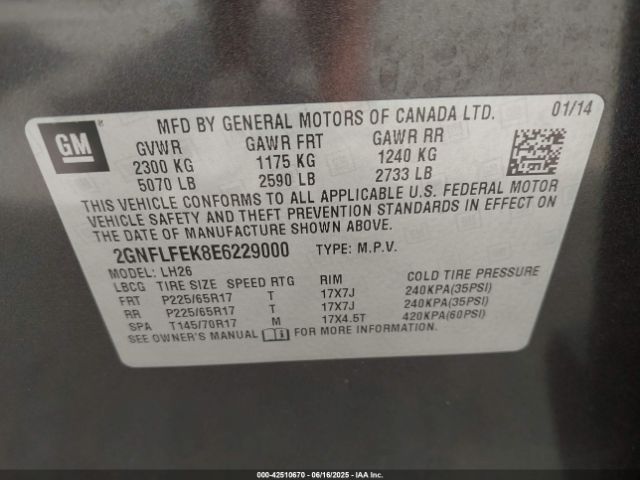 GM ®
MFD BY GENERAL MOTORS OF CANADA LTD. 01/14
GVWR GAWR FRT GAWR RR
2300 KG 1175 KG 1240 KG
5070 LB 2590 LB 2733 LB
THIS VEHICLE CONFORMS TO ALL APPLICABLE U.S. FEDERAL MOTOR
VEHICLE SAFETY AND THEFT PREVENTION STANDARDS IN EFFECT ON
THE DATE OF MANUFACTURE SHOWN ABOVE.
2GNFLFEK8E6229000 TYPE: M.P.V.
MODEL: LH26
LBCG TIRE SIZE SPEED RTG RIM COLD TIRE PRESSURE
FRT P225/65R17 T 17X7J 240KPA(35PSI)
RR P225/65R17 T 17X7J 240KPA(35PSI)
SPA T145/70R17 M 17X4.5T 420KPA(60PSI)
SEE OWNER'S MANUAL FOR MORE INFORMATION.
000-42510670 - 06/16/2025 - IAA Inc.